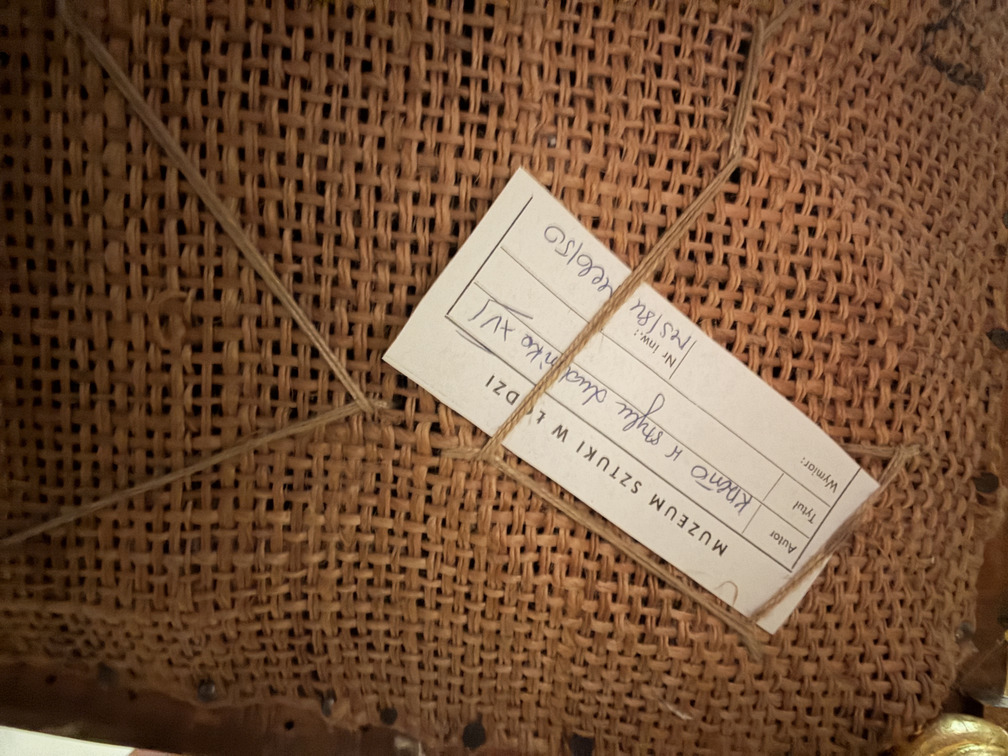 MUZEUM SZTUKI W ŁODZI
Autor
krzesło w stylu Ludwika XVI
Tytuł
Wymiar:
Nr inw.: